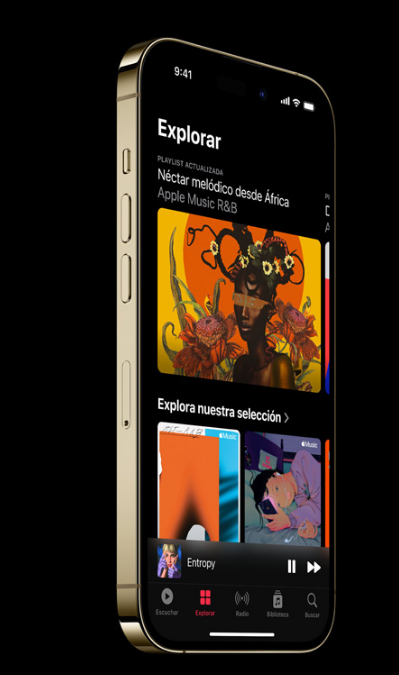 9:41
Explorar
PLAYLIST ACTUALIZADA
Néctar melódico desde África
Apple Music R&B
Explora nuestra selección
Music
Music
Entropy
Escuchar
Explorar
Radio
Biblioteca
Buscar